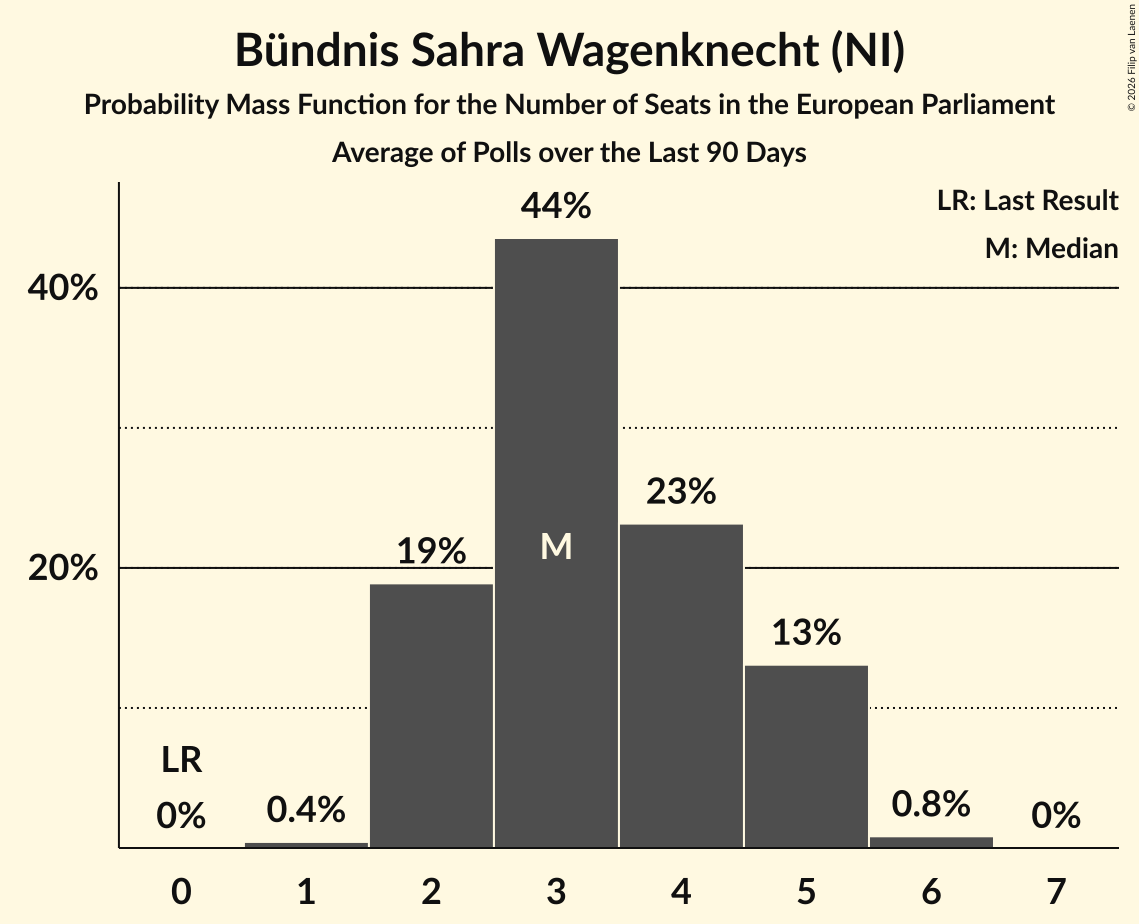 Bündnis Sahra Wagenknecht (NI)
Probability Mass Function for the Number of Seats in the European Parliament
Average of Polls over the Last 90 Days
© 2026 Filip van Laenen
LR: Last Result
M: Median
44%
40%
23%
M
19%
20%
13%
LR
0%
0.4%
0.8%
0%
0 1 2 3 4 5 6 7